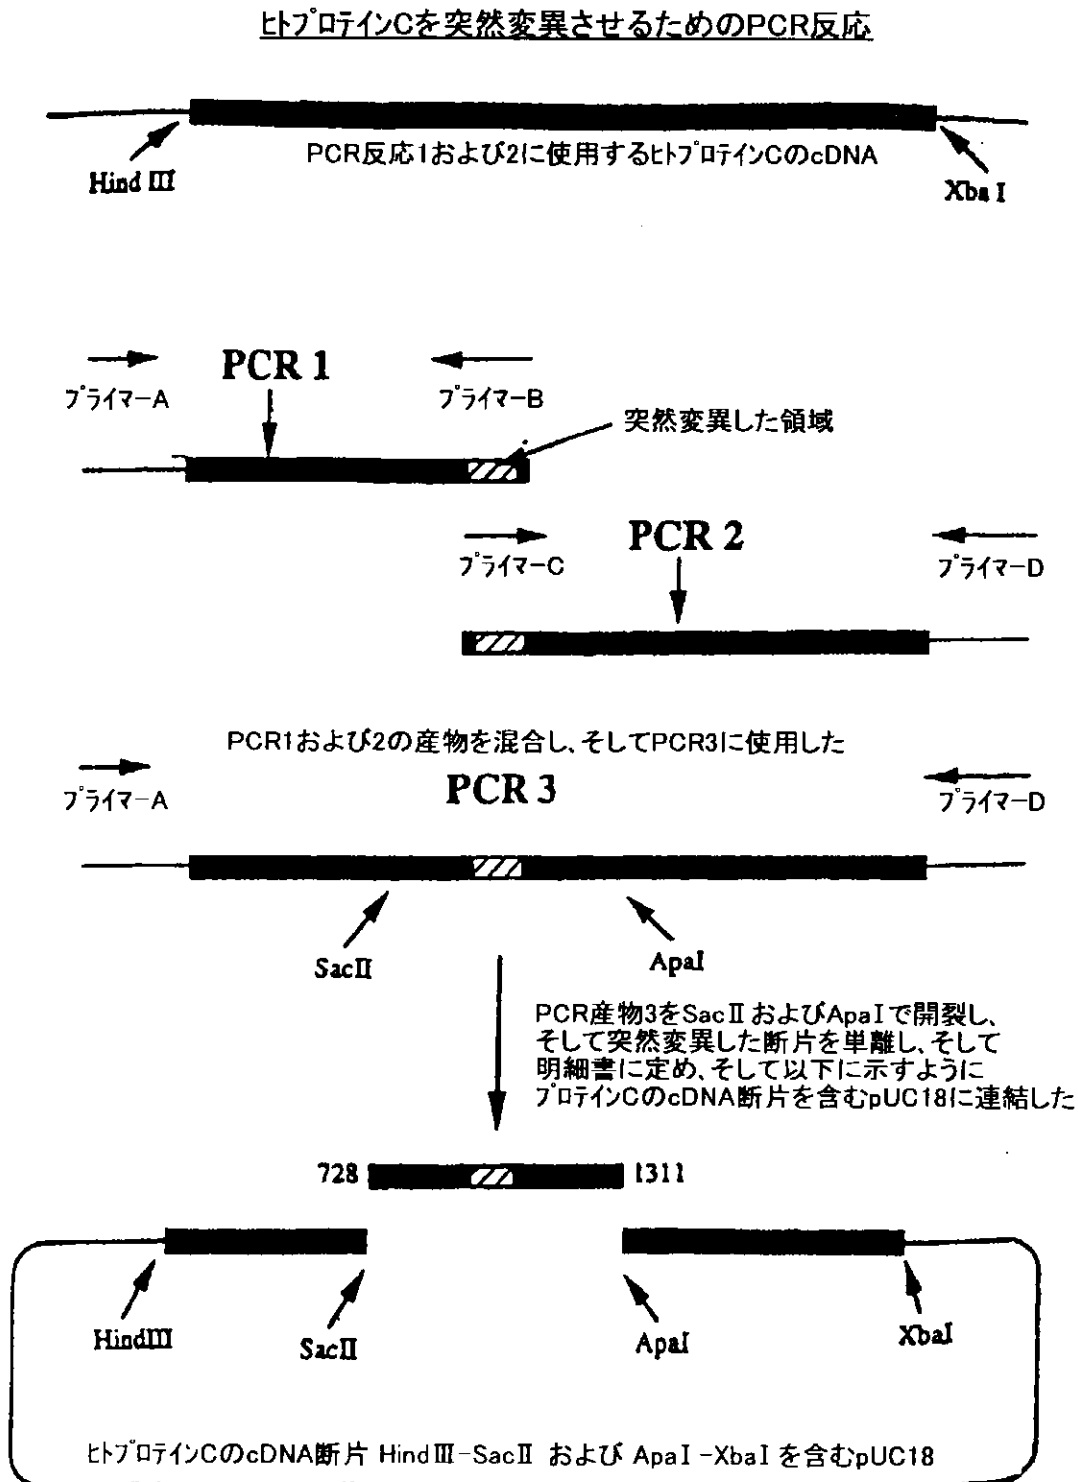 ヒトプロテインCを突然変異させるためのPCR反応
PCR反応1および2に使用するヒトプロテインCのcDNA
Hind III
Xba I
PCR 1
プライマーA
プライマーB
突然変異した領域
PCR 2
プライマーC
プライマーD
PCR1および2の産物を混合し、そしてPCR3に使用した
プライマーA
PCR 3
プライマーD
SacII
ApaI
PCR産物3をSacⅡおよびApaⅠで開裂し、
そして突然変異した断片を単離し、そして
明細書に定め、そして以下に示すように
プロテインCのcDNA断片を含むpUC18に連結した
728
1311
HindIII
SacII
ApaI
XbaI
ヒトプロテインCのcDNA断片 HindⅢ-SacⅡ および ApaⅠ-XbaⅠを含むpUC18